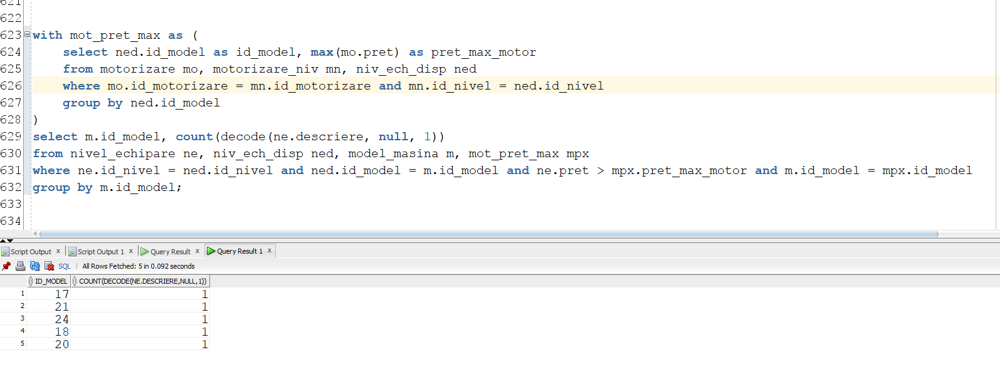 621
622
623 with mot_pret_max as (
624 select ned.id_model as id_model, max(mo.pret) as pret_max_motor
625 from motorizare mo, motorizare_niv mn, niv_ech_disp ned
626 where mo.id_motorizare = mn.id_motorizare and mn.id_nivel = ned.id_nivel
627 group by ned.id_model
628 )
629 select m.id_model, count(decode(ne.descriere, null, 1))
630 from nivel_echipare ne, niv_ech_disp ned, model_masina m, mot_pret_max mpx
631 where ne.id_nivel = ned.id_nivel and ned.id_model = m.id_model and ne.pret > mpx.pret_max_motor and m.id_model = mpx.id_model
632 group by m.id_model;
633
634
Script Output x Script Output 1 x Query Result x Query Result 1 x
SQL | All Rows Fetched: 5 in 0.092 seconds
ID_MODEL COUNT(DECODE(NE.DESCRIERE,NULL,1))
1 17 1
2 21 1
3 24 1
4 18 1
5 20 1